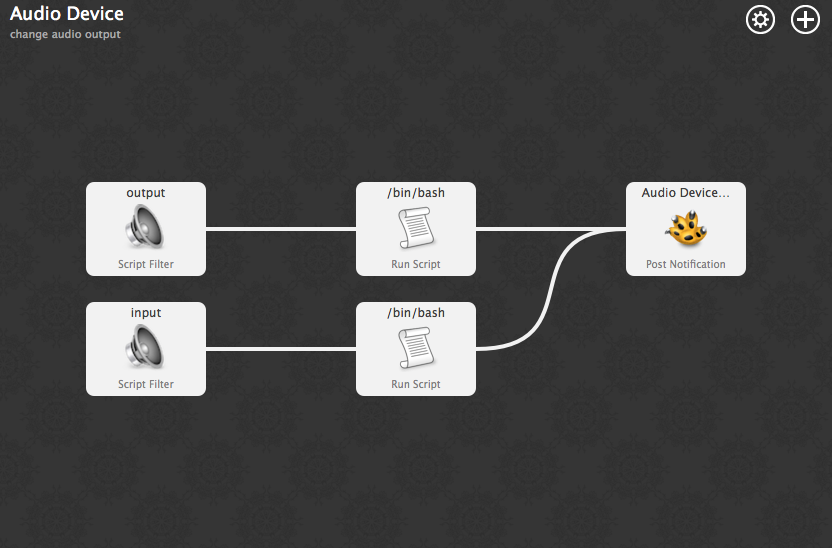 Audio Device
change audio output
output
Script Filter
/bin/bash
Run Script
Audio Device...
Post Notification
input
Script Filter
/bin/bash
Run Script